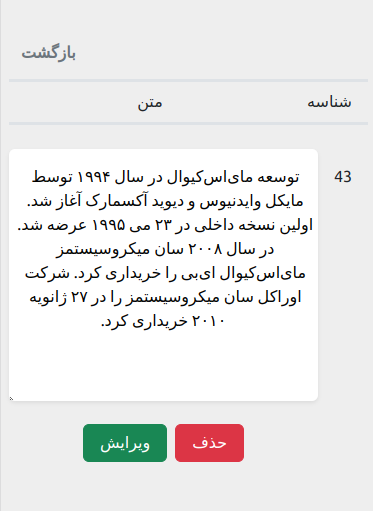 بازگشت
شناسه متن
43
توسعه مای‌اس‌کیوال در سال ۱۹۹۴ توسط
مایکل وایدنیوس و دیوید آکسمارک آغاز شد.
اولین نسخه داخلی در ۲۳ می ۱۹۹۵ عرضه شد.
در سال ۲۰۰۸ سان میکروسیستمز
مای‌اس‌کیوال ای‌بی را خریداری کرد. شرکت
اوراکل سان میکروسیستمز را در ۲۷ ژانویه
۲۰۱۰ خریداری کرد.
حذف ویرایش